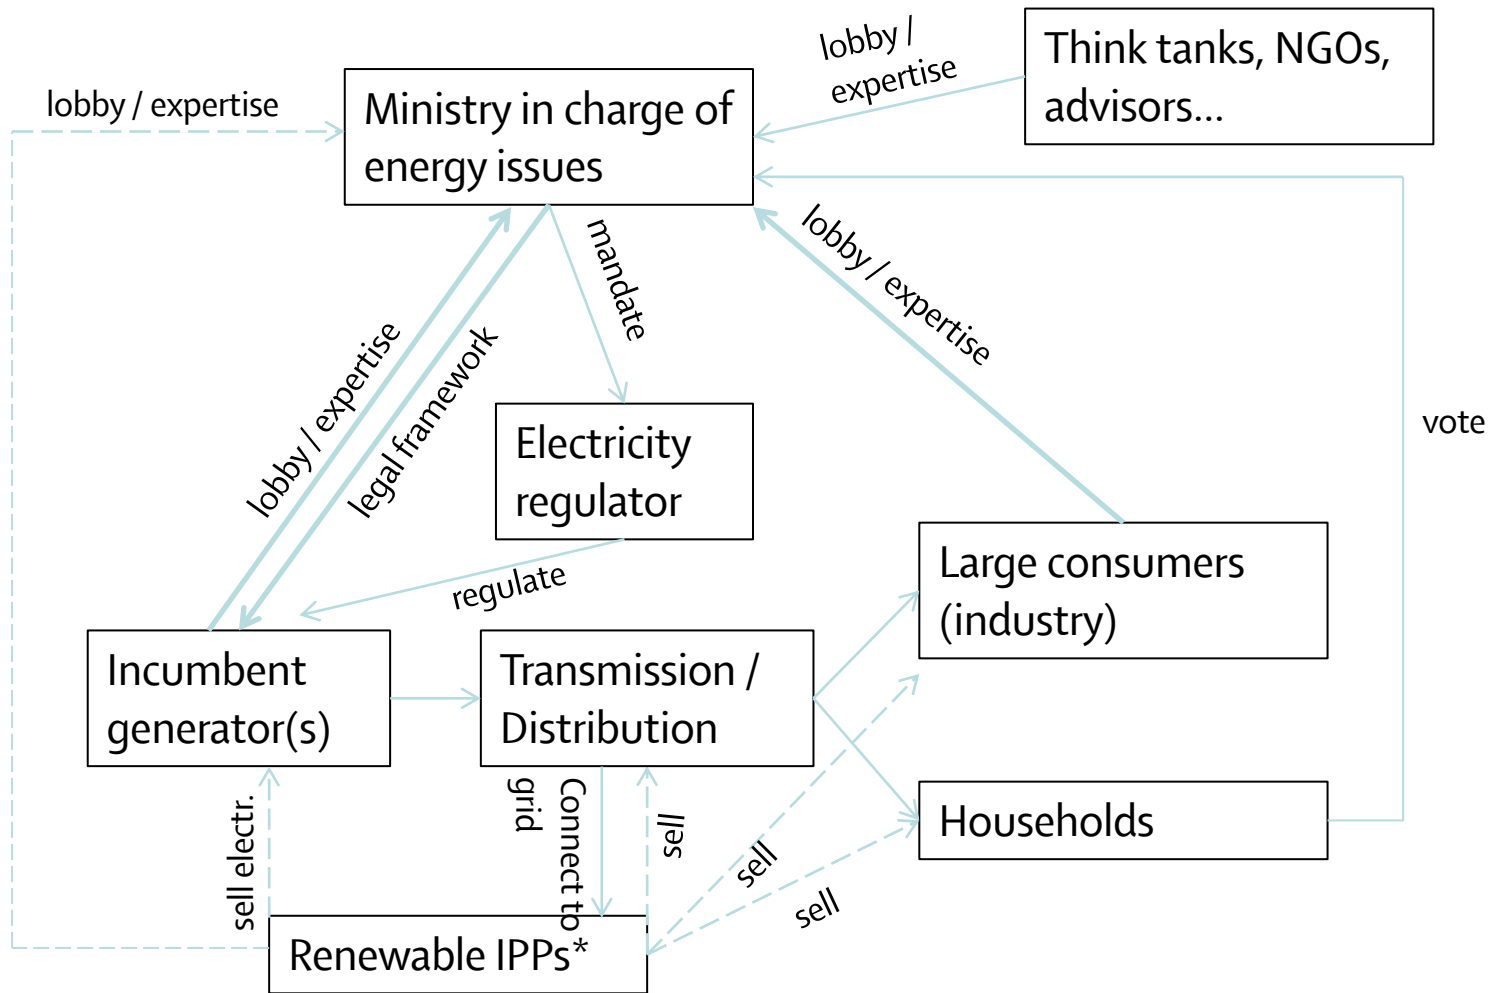 lobby /
expertise
Think tanks, NGOs,
advisors...
lobby / expertise
Ministry in charge of
energy issues
mandate
lobby / expertise
lobby / expertise
legal framework
vote
Electricity
regulator
regulate
Large consumers
(industry)
Incumbent
generator(s)
Transmission /
Distribution
sell electr.
Connect to
grid
sell
sell
sell
Households
Renewable IPPs*